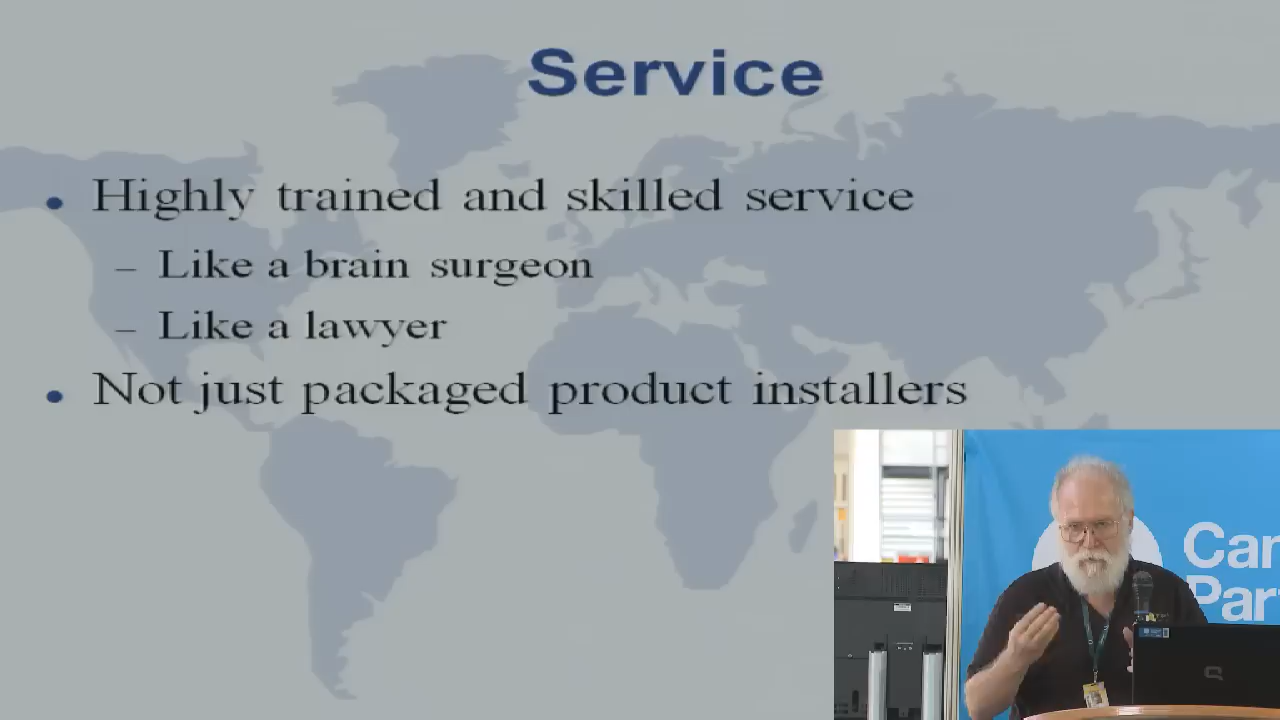 Service
• Highly trained and skilled service
– Like a brain surgeon
– Like a lawyer
• Not just packaged product installers